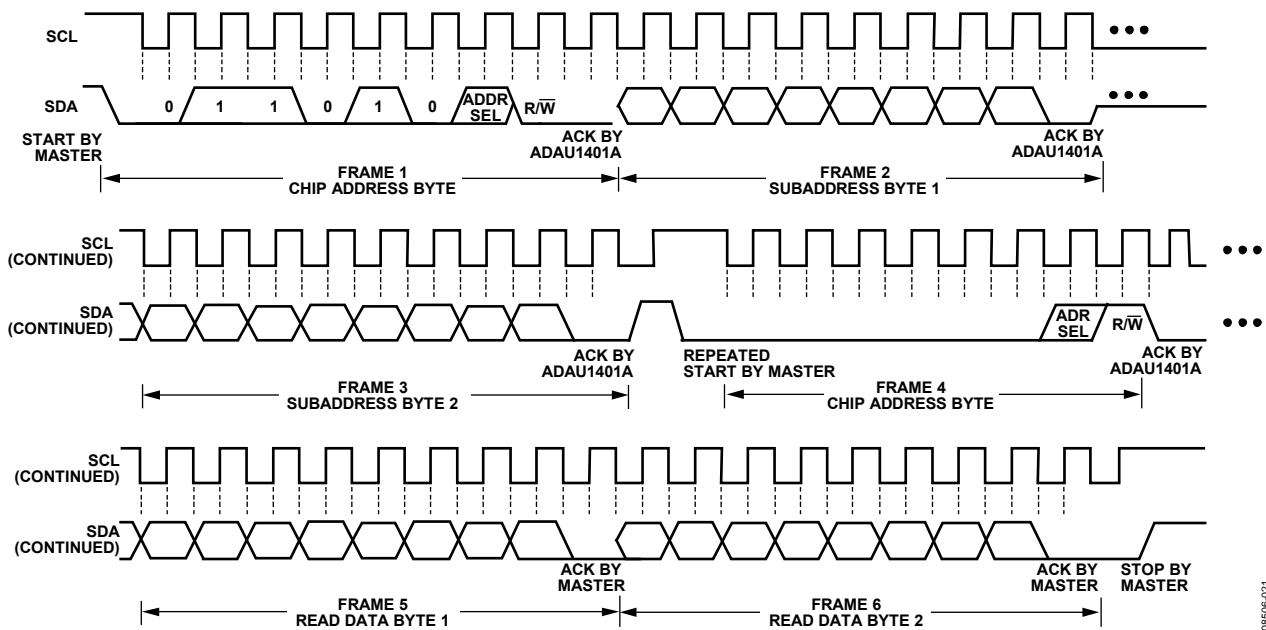 SCL
SDA
0 1 1 0 1 0 ADDR SEL R/W̅
START BY
MASTER
ACK BY
ADAU1401A
ACK BY
ADAU1401A
FRAME 1
CHIP ADDRESS BYTE
FRAME 2
SUBADDRESS BYTE 1
SCL
(CONTINUED)
SDA
(CONTINUED)
ADR
SEL
R/W̅
ACK BY
ADAU1401A
REPEATED
START BY MASTER
ACK BY
ADAU1401A
FRAME 3
SUBADDRESS BYTE 2
FRAME 4
CHIP ADDRESS BYTE
SCL
(CONTINUED)
SDA
(CONTINUED)
ACK BY
MASTER
ACK BY
MASTER
STOP BY
MASTER
FRAME 5
READ DATA BYTE 1
FRAME 6
READ DATA BYTE 2
08506-021